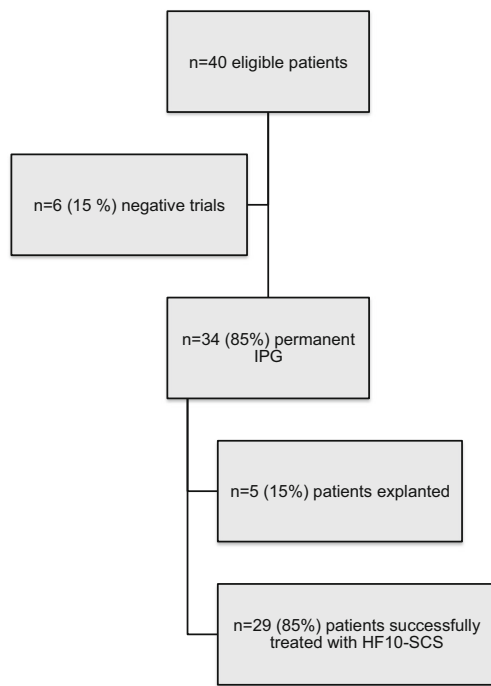 n=40 eligible patients
n=6 (15 %) negative trials
n=34 (85%) permanent
IPG
n=5 (15%) patients explanted
n=29 (85%) patients successfully
treated with HF10-SCS